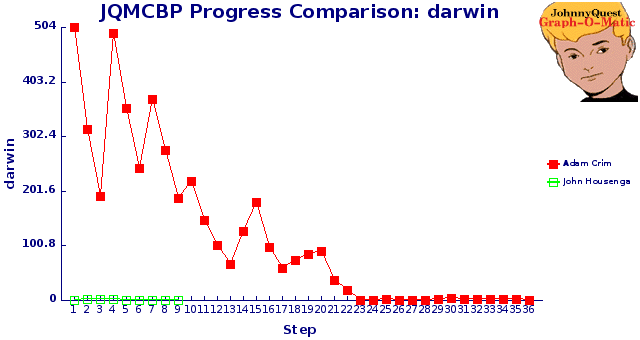 JQMCBP Progress Comparison: darwin
JohnnyQuest
Graph-O-Matic
504
403.2
302.4
201.6
100.8
0
darwin
Adam Crim
John Housenga
1 2 3 4 5 6 7 8 9 10 11 12 13 14 15 16 17 18 19 20 21 22 23 24 25 26 27 28 29 30 31 32 33 34 35 36
Step